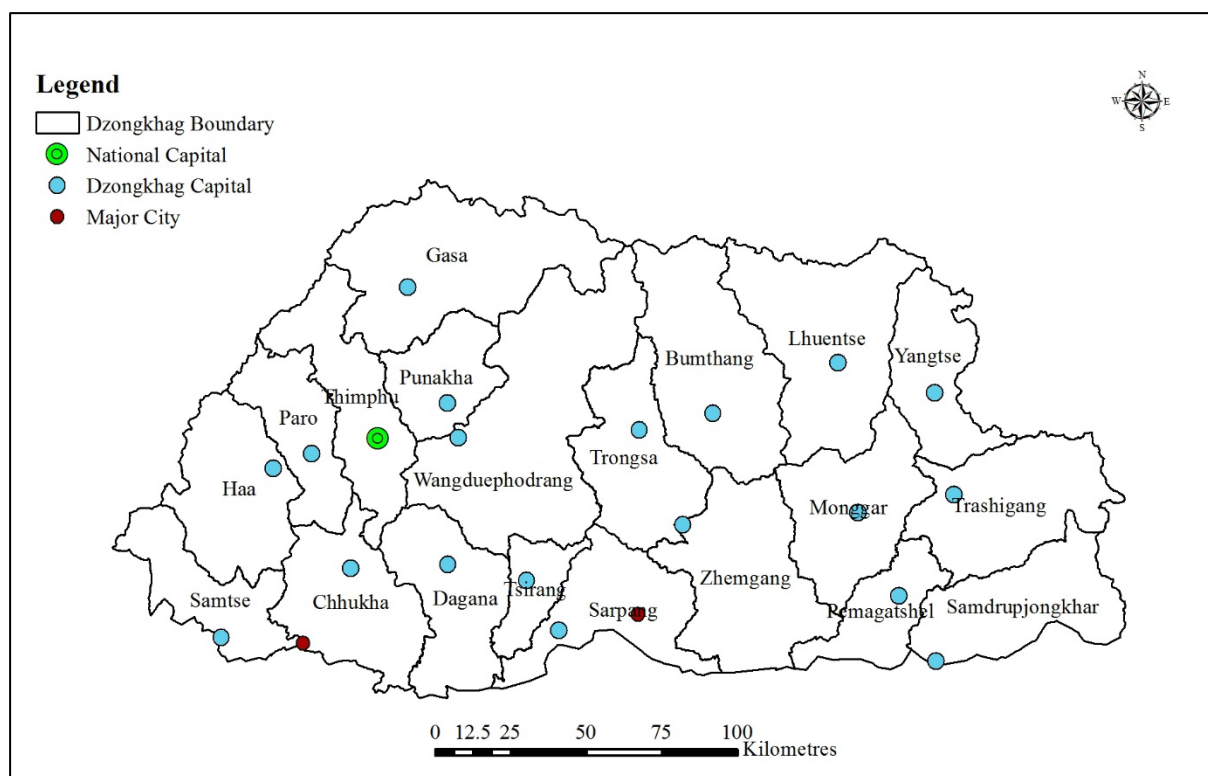 Legend
Dzongkhag Boundary
National Capital
Dzongkhag Capital
Major City
N
W E
S
Gasa
Lhuentse
Yangtse
Bumthang
Punakha
Thimphu
Paro
Trongsa
Wangduephodrang
Haa
Monggar
Trashigang
Zhemgang
Tsirang
Dagana
Samtse
Chhukha
Sarpang
Pemagatshel
Samdrupjongkhar
0 12.5 25 50 75 100
Kilometres